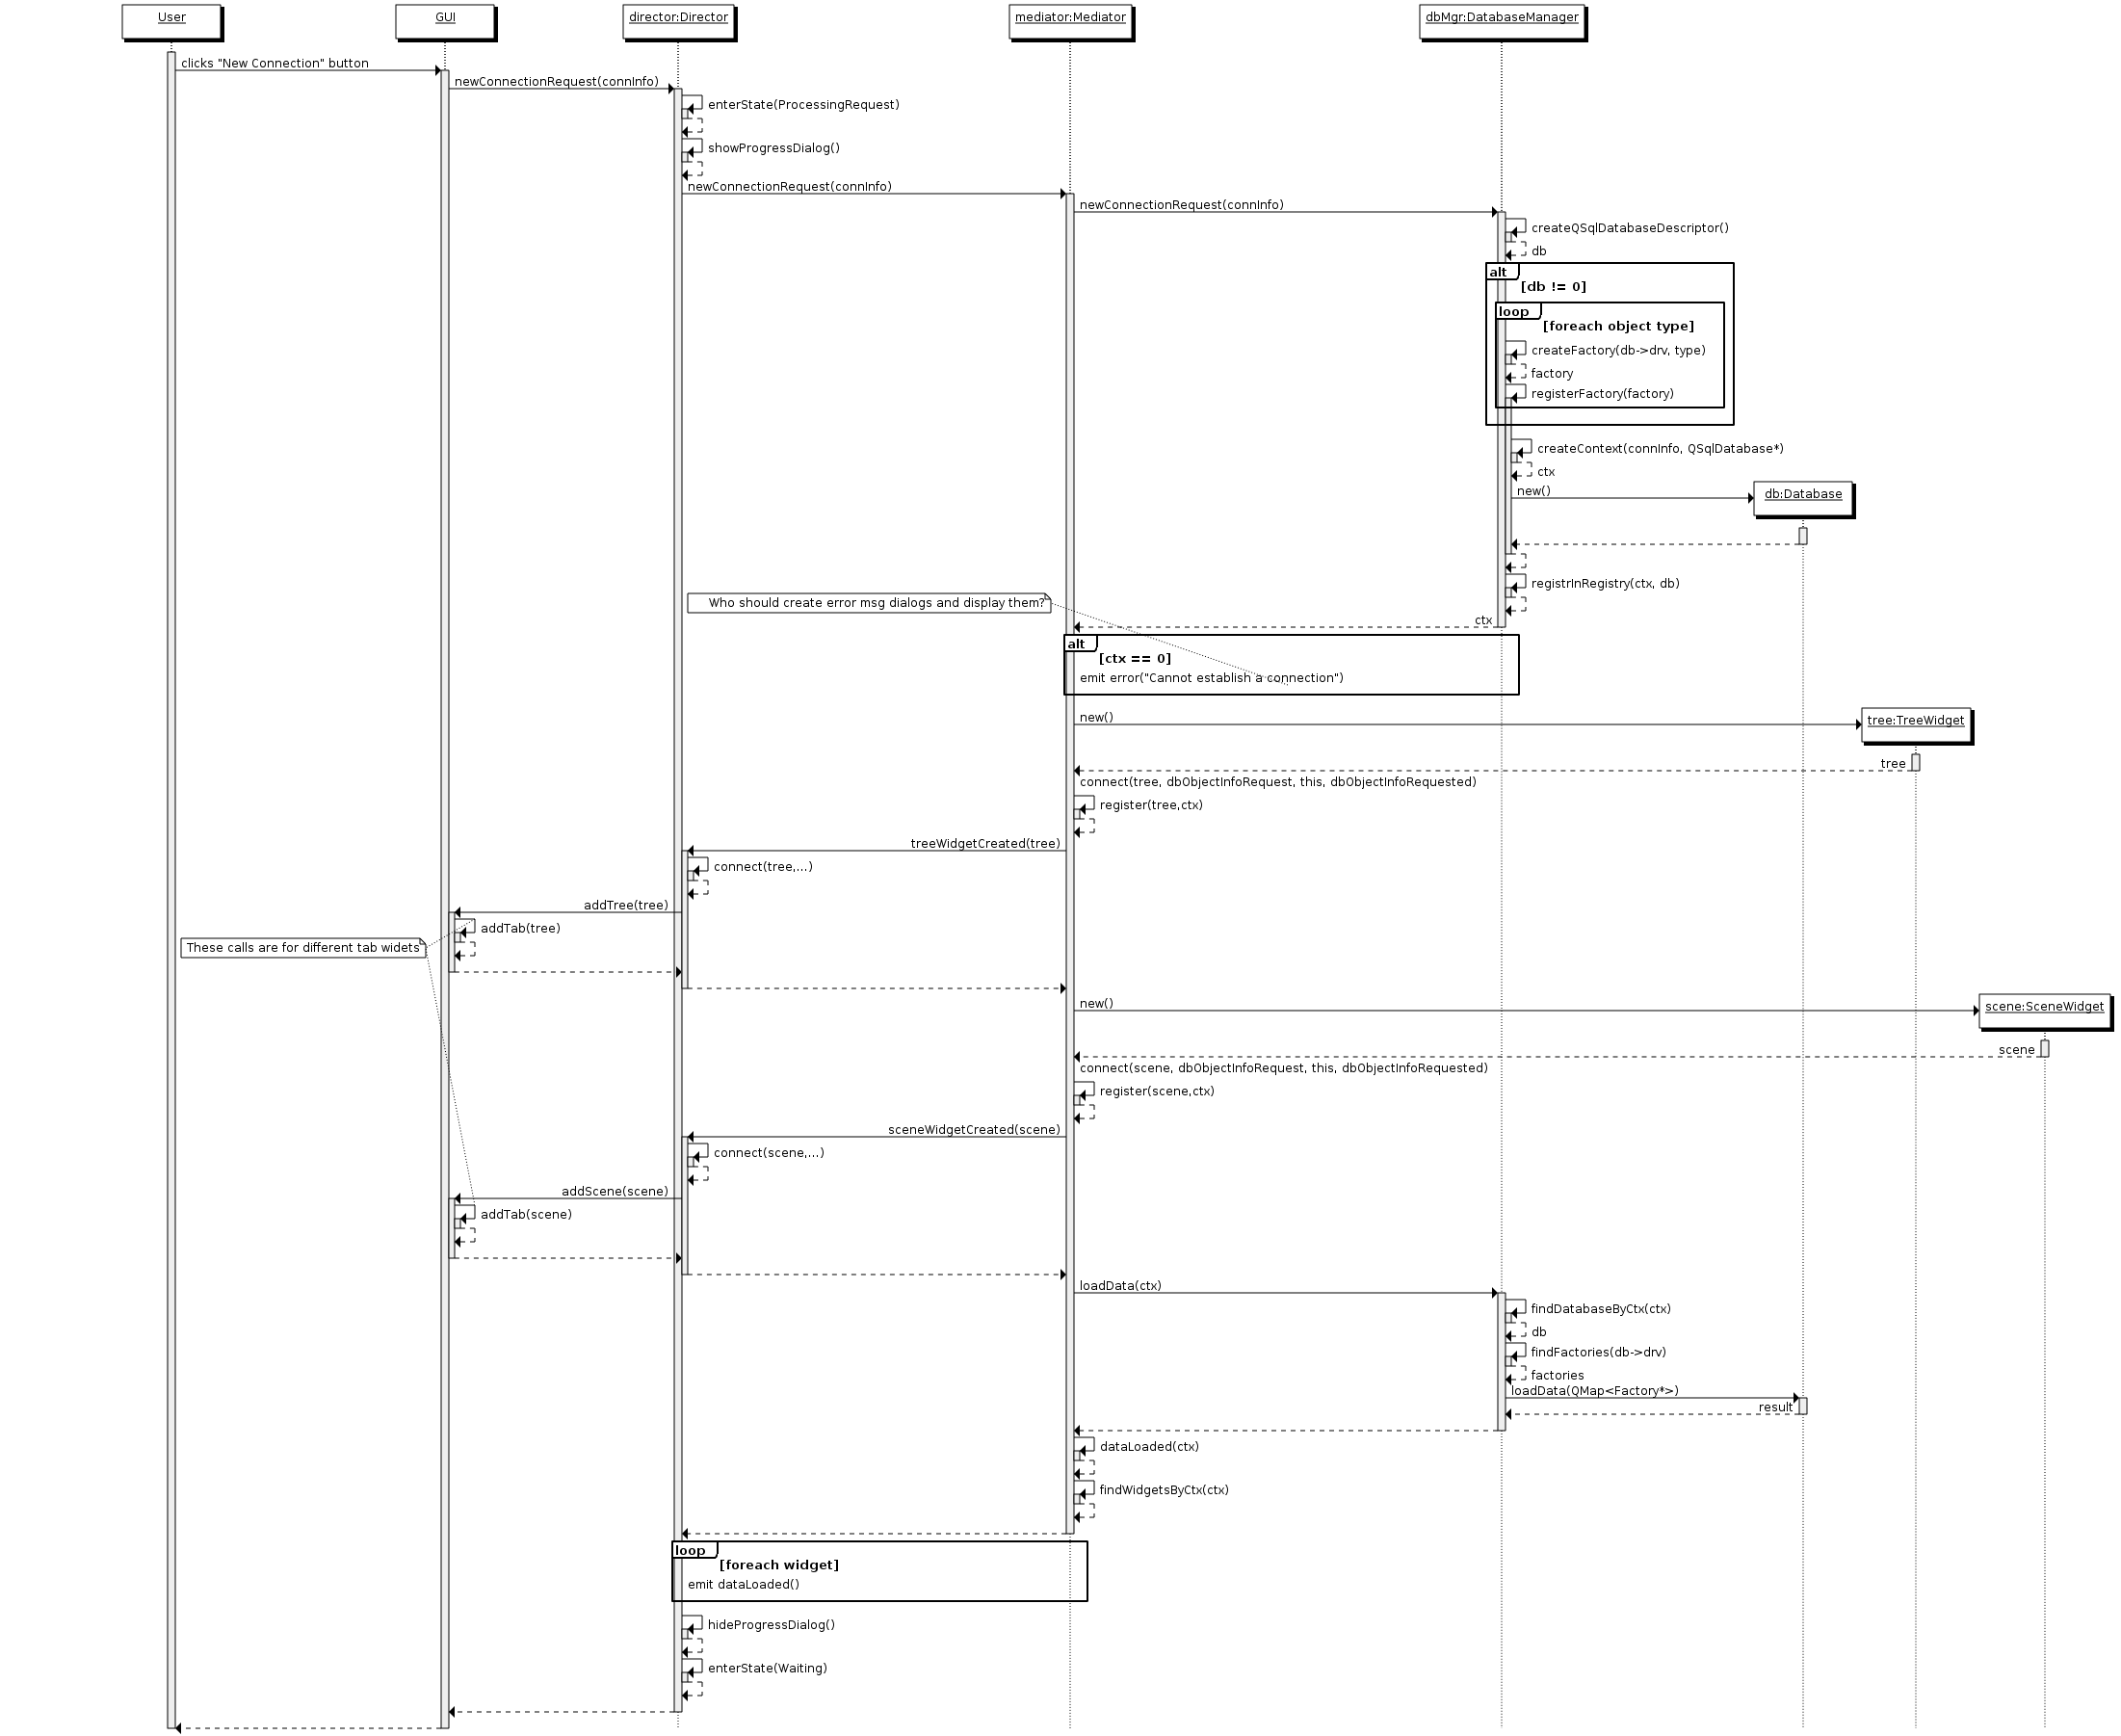 User
GUI
director:Director
mediator:Mediator
dbMgr:DatabaseManager
clicks "New Connection" button
newConnectionRequest(connInfo)
enterState(ProcessingRequest)
showProgressDialog()
newConnectionRequest(connInfo)
newConnectionRequest(connInfo)
createQSqlDatabaseDescriptor()
db
alt
[db != 0]
loop
[foreach object type]
createFactory(db->drv, type)
factory
registerFactory(factory)
createContext(connInfo, QSqlDatabase*)
ctx
new()
db:Database
registrInRegistry(ctx, db)
Who should create error msg dialogs and display them?
ctx
alt
[ctx == 0]
emit error("Cannot establish a connection")
new()
tree:TreeWidget
tree
connect(tree, dbObjectInfoRequest, this, dbObjectInfoRequested)
register(tree,ctx)
treeWidgetCreated(tree)
connect(tree,...)
addTree(tree)
addTab(tree)
These calls are for different tab widets
new()
scene:SceneWidget
scene
connect(scene, dbObjectInfoRequest, this, dbObjectInfoRequested)
register(scene,ctx)
sceneWidgetCreated(scene)
connect(scene,...)
addScene(scene)
addTab(scene)
loadData(ctx)
findDatabaseByCtx(ctx)
db
findFactories(db->drv)
factories
loadData(QMap<Factory*>)
result
dataLoaded(ctx)
findWidgetsByCtx(ctx)
loop
[foreach widget]
emit dataLoaded()
hideProgressDialog()
enterState(Waiting)